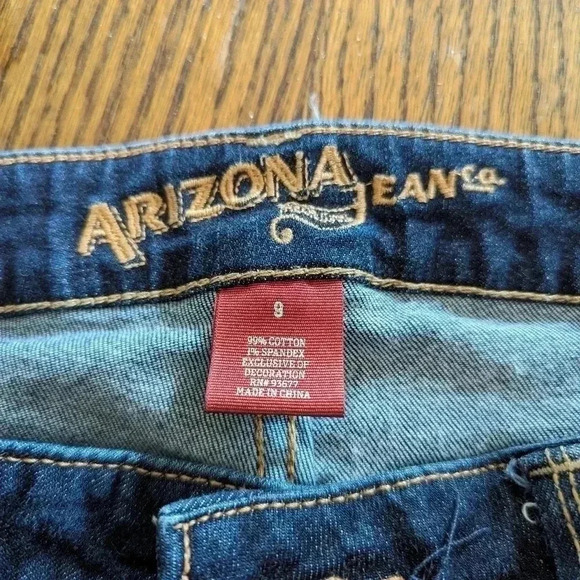 ARIZONA JEAN Co.
9
99% COTTON
1% SPANDEX
EXCLUSIVE OF
DECORATION
RN# 93677
MADE IN CHINA